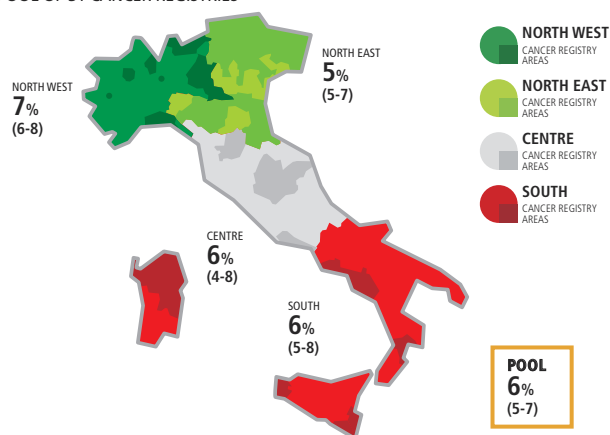 NORTH WEST
7%
(6-8)
NORTH EAST
5%
(5-7)
CENTRE
6%
(4-8)
SOUTH
6%
(5-8)
NORTH WEST
CANCER REGISTRY
AREAS
NORTH EAST
CANCER REGISTRY
AREAS
CENTRE
CANCER REGISTRY
AREAS
SOUTH
CANCER REGISTRY
AREAS
POOL
6%
(5-7)